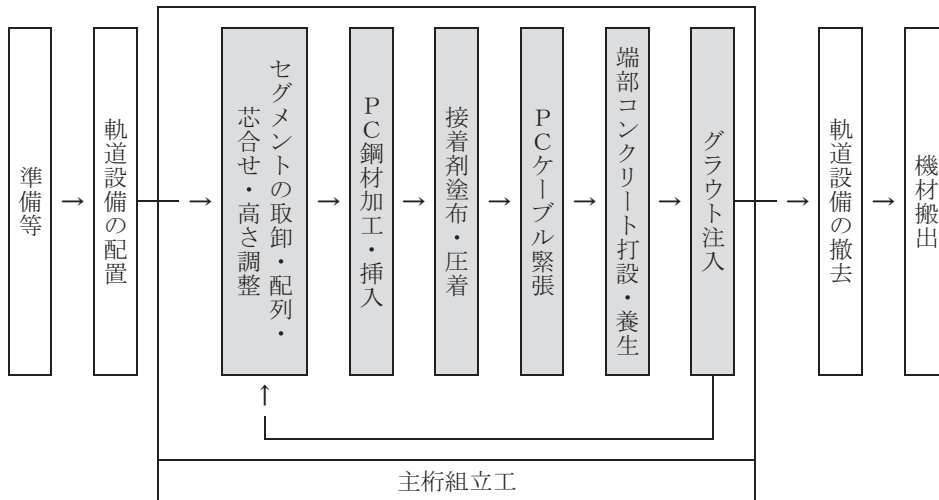 準備等
→
軌道設備の配置
→
セグメントの取卸・配列・
芯合せ・高さ調整
→
PC鋼材加工・挿入
→
接着剤塗布・圧着
→
PCケーブル緊張
→
端部コンクリート打設・養生
→
グラウト注入
→
軌道設備の撤去
→
機材搬出
↑
主桁組立工